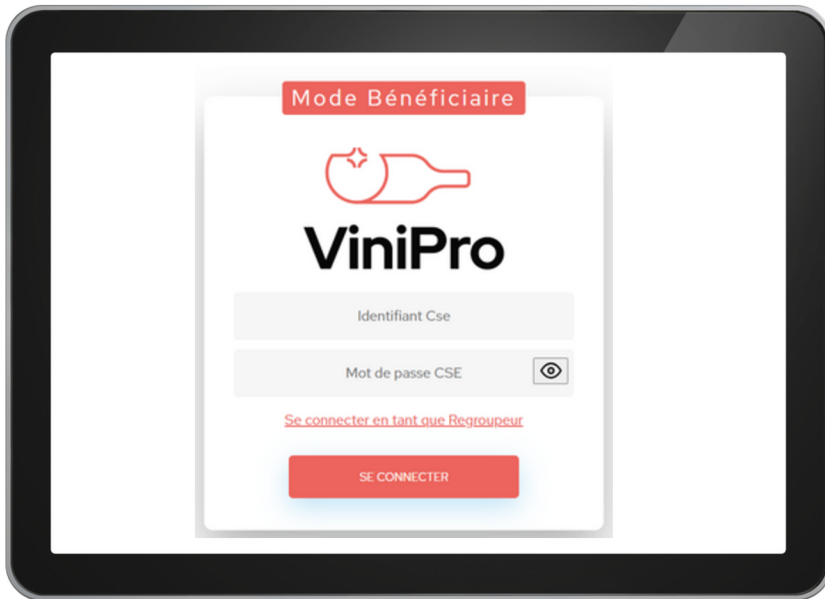 Mode Bénéficiaire
ViniPro
Identifiant Cse
Mot de passe CSE
Se connecter en tant que Regroupeur
SE CONNECTER